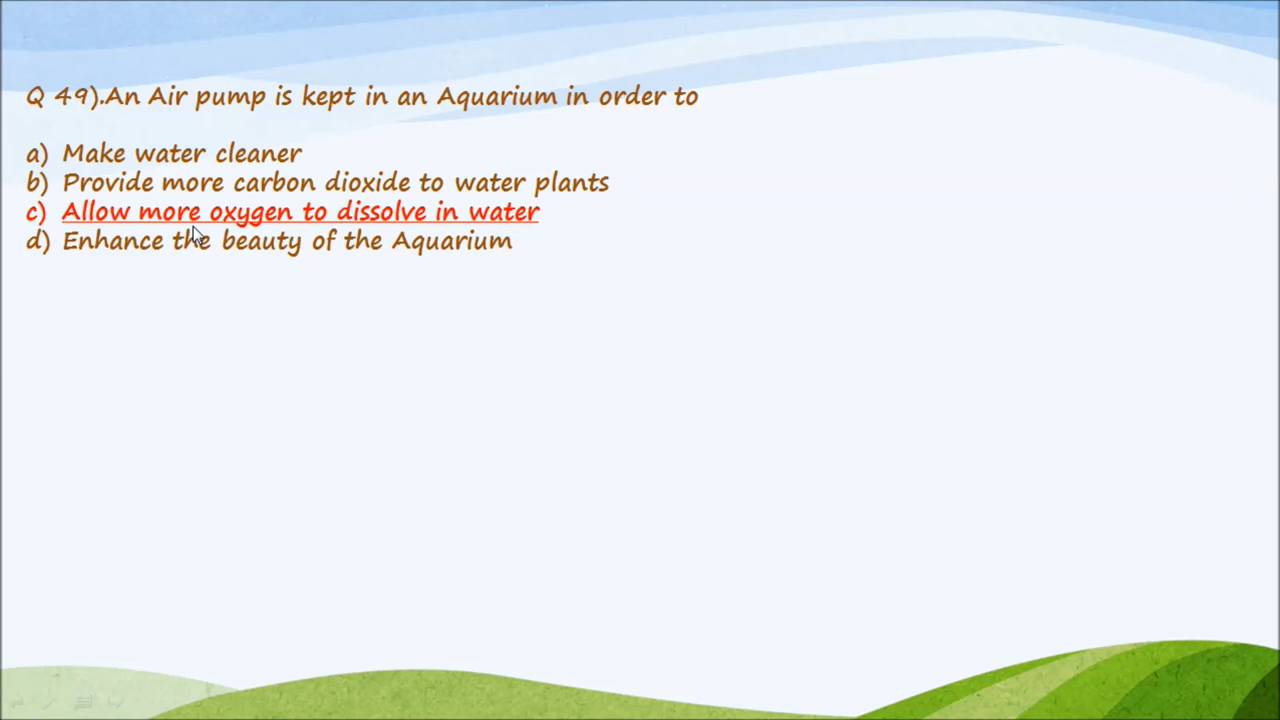 Q 49).An Air pump is kept in an Aquarium in order to
a) Make water cleaner
b) Provide more carbon dioxide to water plants
c) Allow more oxygen to dissolve in water
d) Enhance the beauty of the Aquarium